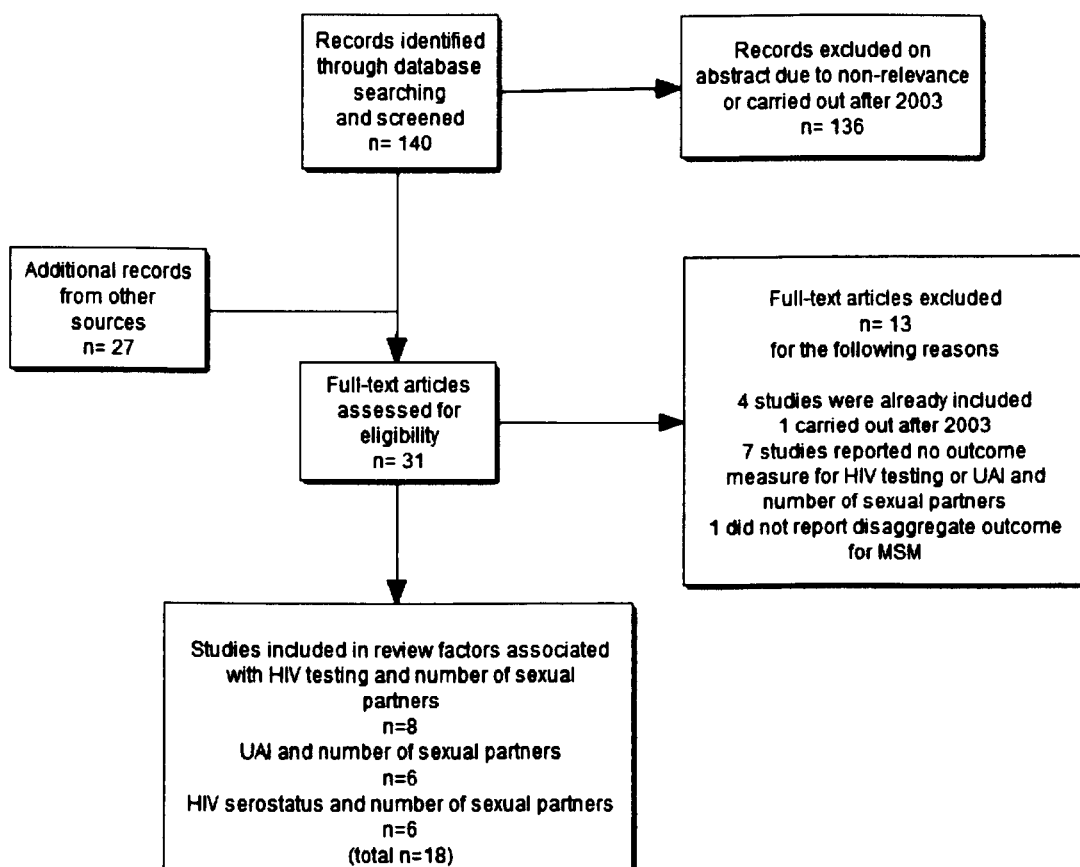 Records identified
through database
searching
and screened
n= 140
Records excluded on
abstract due to non-relevance
or carried out after 2003
n= 136
Additional records
from other
sources
n= 27
Full-text articles
assessed for
eligibility
n= 31
Full-text articles excluded
n= 13
for the following reasons
4 studies were already included
1 carried out after 2003
7 studies reported no outcome
measure for HIV testing or UAI and
number of sexual partners
1 did not report disaggregate outcome
for MSM
Studies included in review factors associated
with HIV testing and number of sexual
partners
n=8
UAI and number of sexual partners
n=6
HIV serostatus and number of sexual partners
n=6
(total n=18)